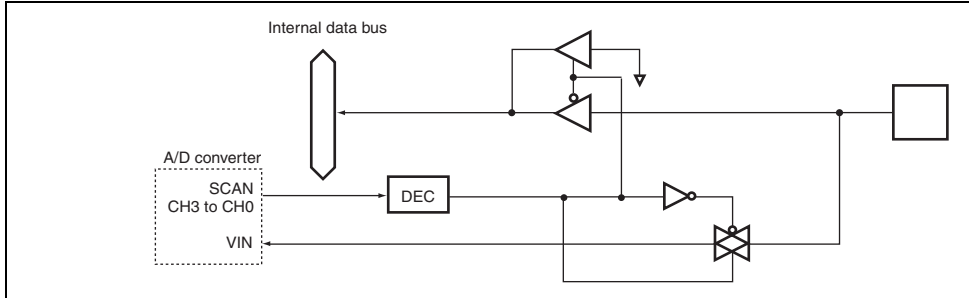 Internal data bus
A/D converter
SCAN
CH3 to CH0
DEC
VIN